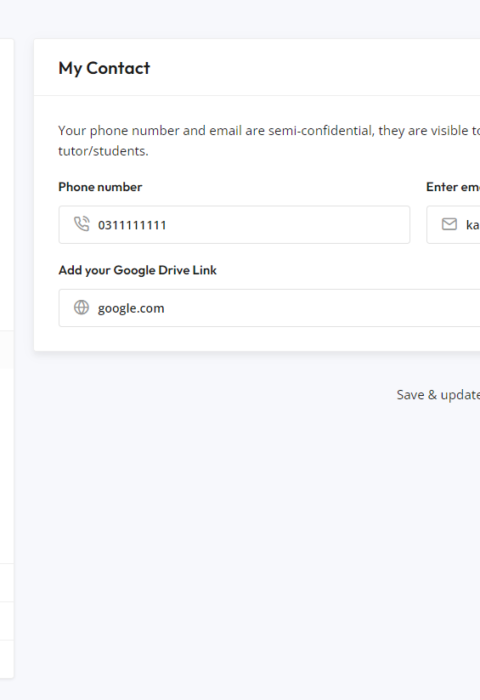 My Contact
Your phone number and email are semi-confidential, they are visible to
tutor/students.
Phone number
Enter em
0311111111
ka
Add your Google Drive Link
google.com
Save & update